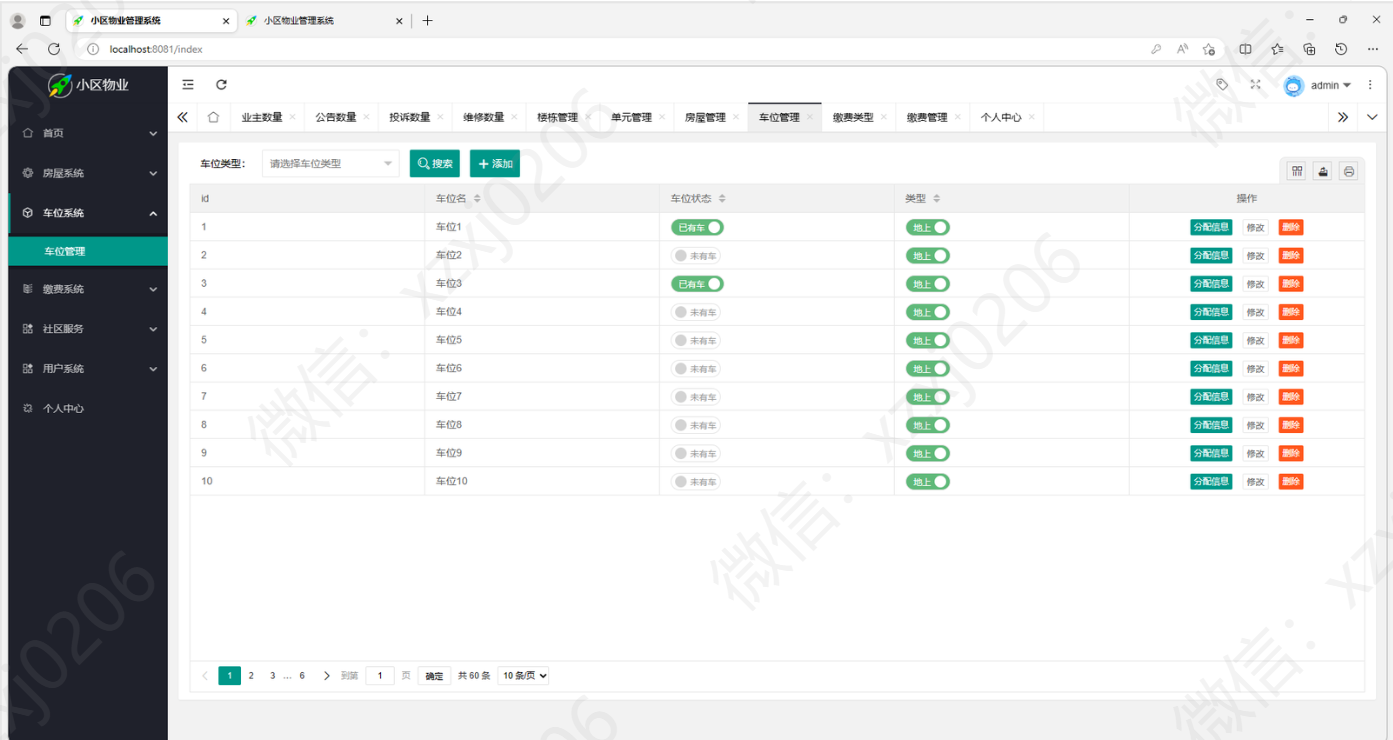 小区物业管理系统 小区物业管理系统
localhost:8081/index
小区物业 admin
业主数量 公告数量 投诉数量 维修数量 楼栋管理 单元管理 房屋管理 车位管理 缴费类型 缴费管理 个人中心
首页
房屋系统
车位系统
车位管理
缴费系统
社区服务
用户系统
个人中心
车位类型: 请选择车位类型 搜索 添加
id 车位名 车位状态 类型 操作
1 车位1 已有车 地上 分配信息 修改 删除
2 车位2 未有车 地上 分配信息 修改 删除
3 车位3 已有车 地上 分配信息 修改 删除
4 车位4 未有车 地上 分配信息 修改 删除
5 车位5 未有车 地上 分配信息 修改 删除
6 车位6 未有车 地上 分配信息 修改 删除
7 车位7 未有车 地上 分配信息 修改 删除
8 车位8 未有车 地上 分配信息 修改 删除
9 车位9 未有车 地上 分配信息 修改 删除
10 车位10 未有车 地上 分配信息 修改 删除
1 2 3 … 6 到第 1 页 确定 共 60 条 10 条/页
微信: xzxj0206